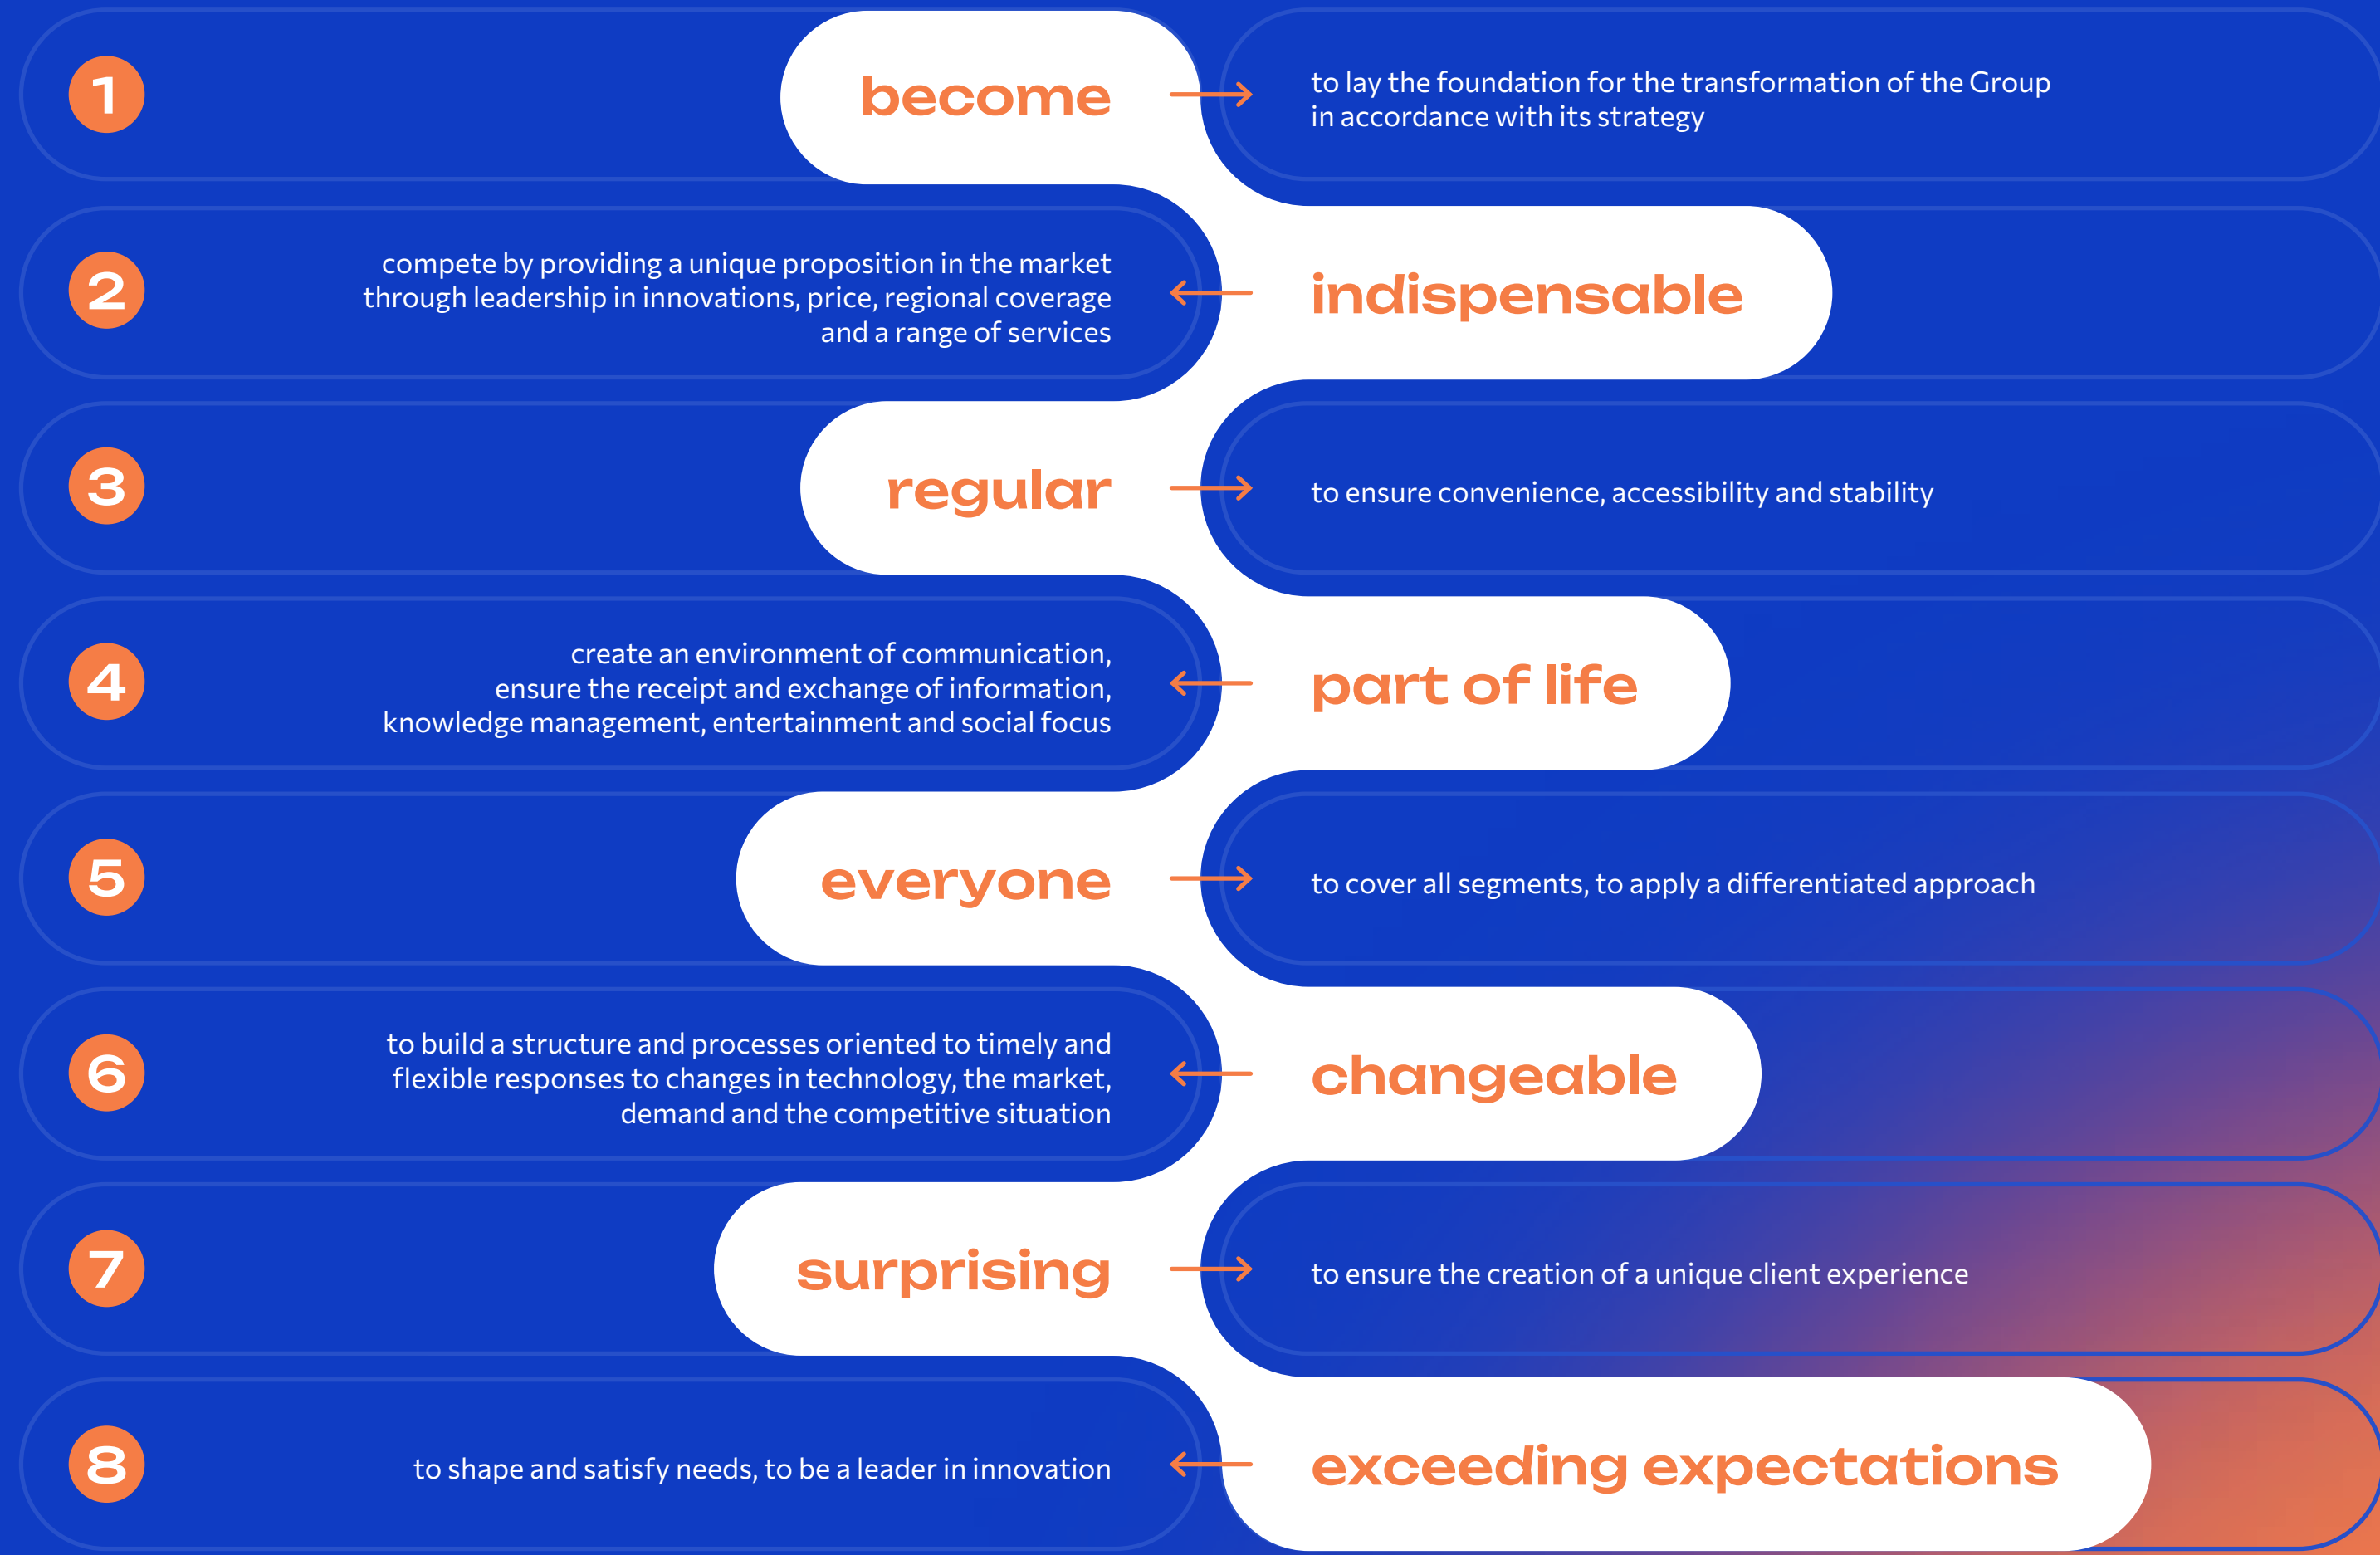 1
become
to lay the foundation for the transformation of the Group
in accordance with its strategy
2
compete by providing a unique proposition in the market
through leadership in innovations, price, regional coverage
and a range of services
indispensable
3
regular
to ensure convenience, accessibility and stability
4
create an environment of communication,
ensure the receipt and exchange of information,
knowledge management, entertainment and social focus
part of life
5
everyone
to cover all segments, to apply a differentiated approach
6
to build a structure and processes oriented to timely and
flexible responses to changes in technology, the market,
demand and the competitive situation
changeable
7
surprising
to ensure the creation of a unique client experience
8
to shape and satisfy needs, to be a leader in innovation
exceeding expectations